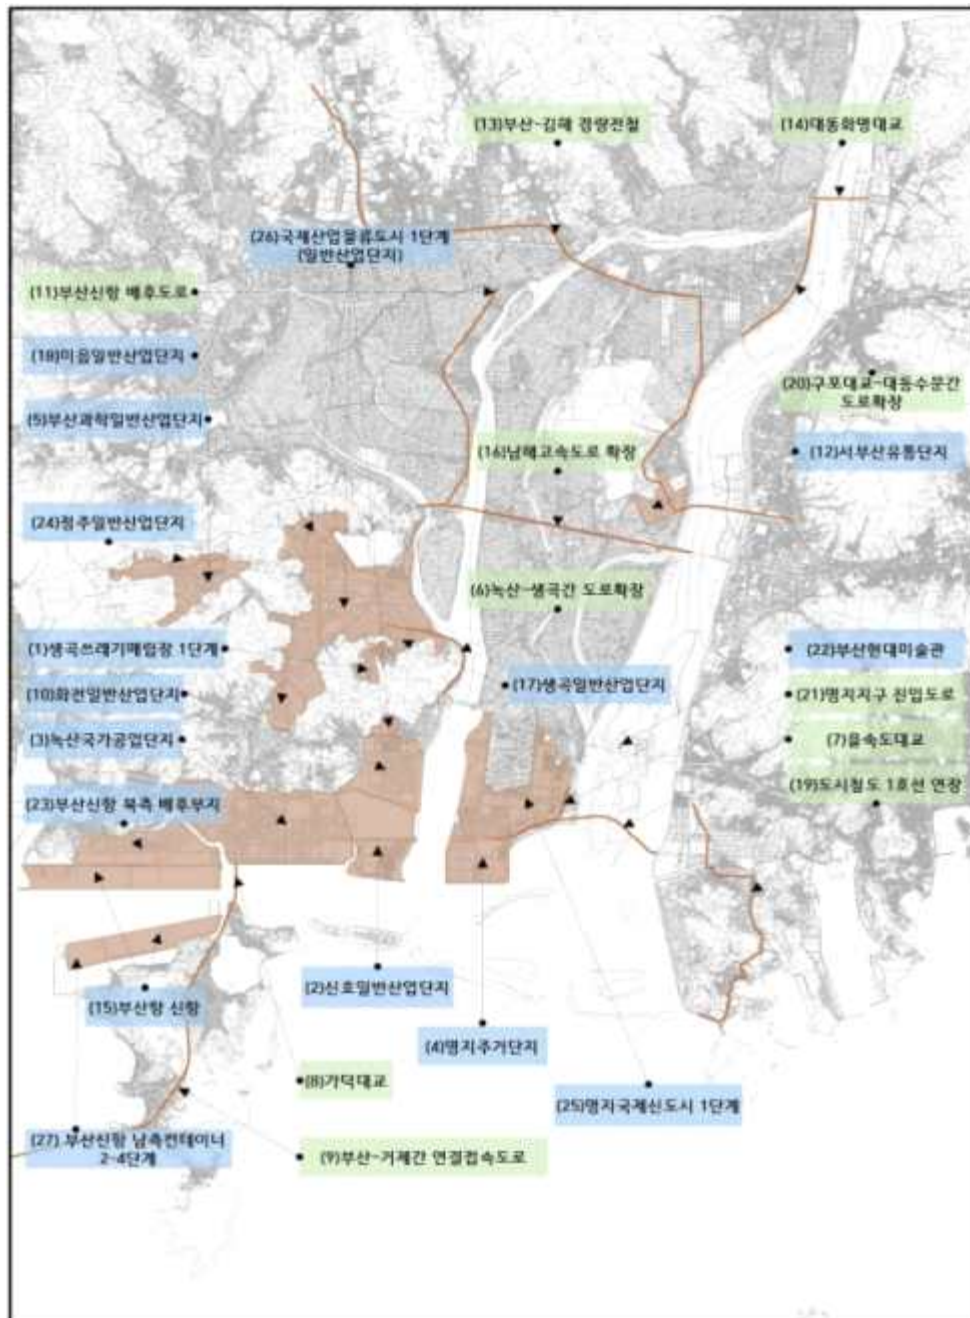 (13)부산-김해 경량전철
(14)대동화명대교
(26)국제산업물류도시 1단계
(일반산업단지)
(11)부산신항 배후도로
(18)미음일반산업단지
(20)구포대교-대동수문간
도로확장
(5)부산과학일반산업단지
(16)남해고속도로 확장
(12)서부산유통단지
(24)정주일반산업단지
(6)녹산-생곡간 도로확장
(1)생곡쓰레기매립장 1단계
(22)부산현대미술관
(17)생곡일반산업단지
(10)화전일반산업단지
(21)명지지구 진입도로
(3)녹산국가공업단지
(7)을숙도대교
(19)도시철도 1호선 연장
(23)부산신항 북측 배후부지
(2)신호일반산업단지
(15)부산항 신항
(4)명지주거단지
(8)가덕대교
(25)명지국제신도시 1단계
(27) 부산신항 남측컨테이너
2-4단계
(9)부산-거제간 연결접속도로